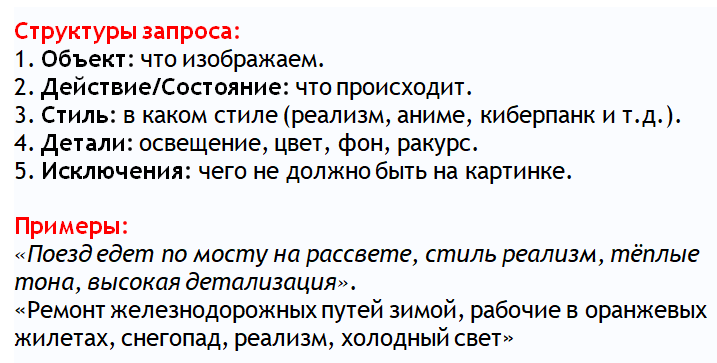 Структуры запроса:
1. Объект: что изображаем.
2. Действие/Состояние: что происходит.
3. Стиль: в каком стиле (реализм, аниме, киберпанк и т.д.).
4. Детали: освещение, цвет, фон, ракурс.
5. Исключения: чего не должно быть на картинке.
Примеры:
«Поезд едет по мосту на рассвете, стиль реализм, тёплые
тона, высокая детализация».
«Ремонт железнодорожных путей зимой, рабочие в оранжевых
жилетах, снегопад, реализм, холодный свет»